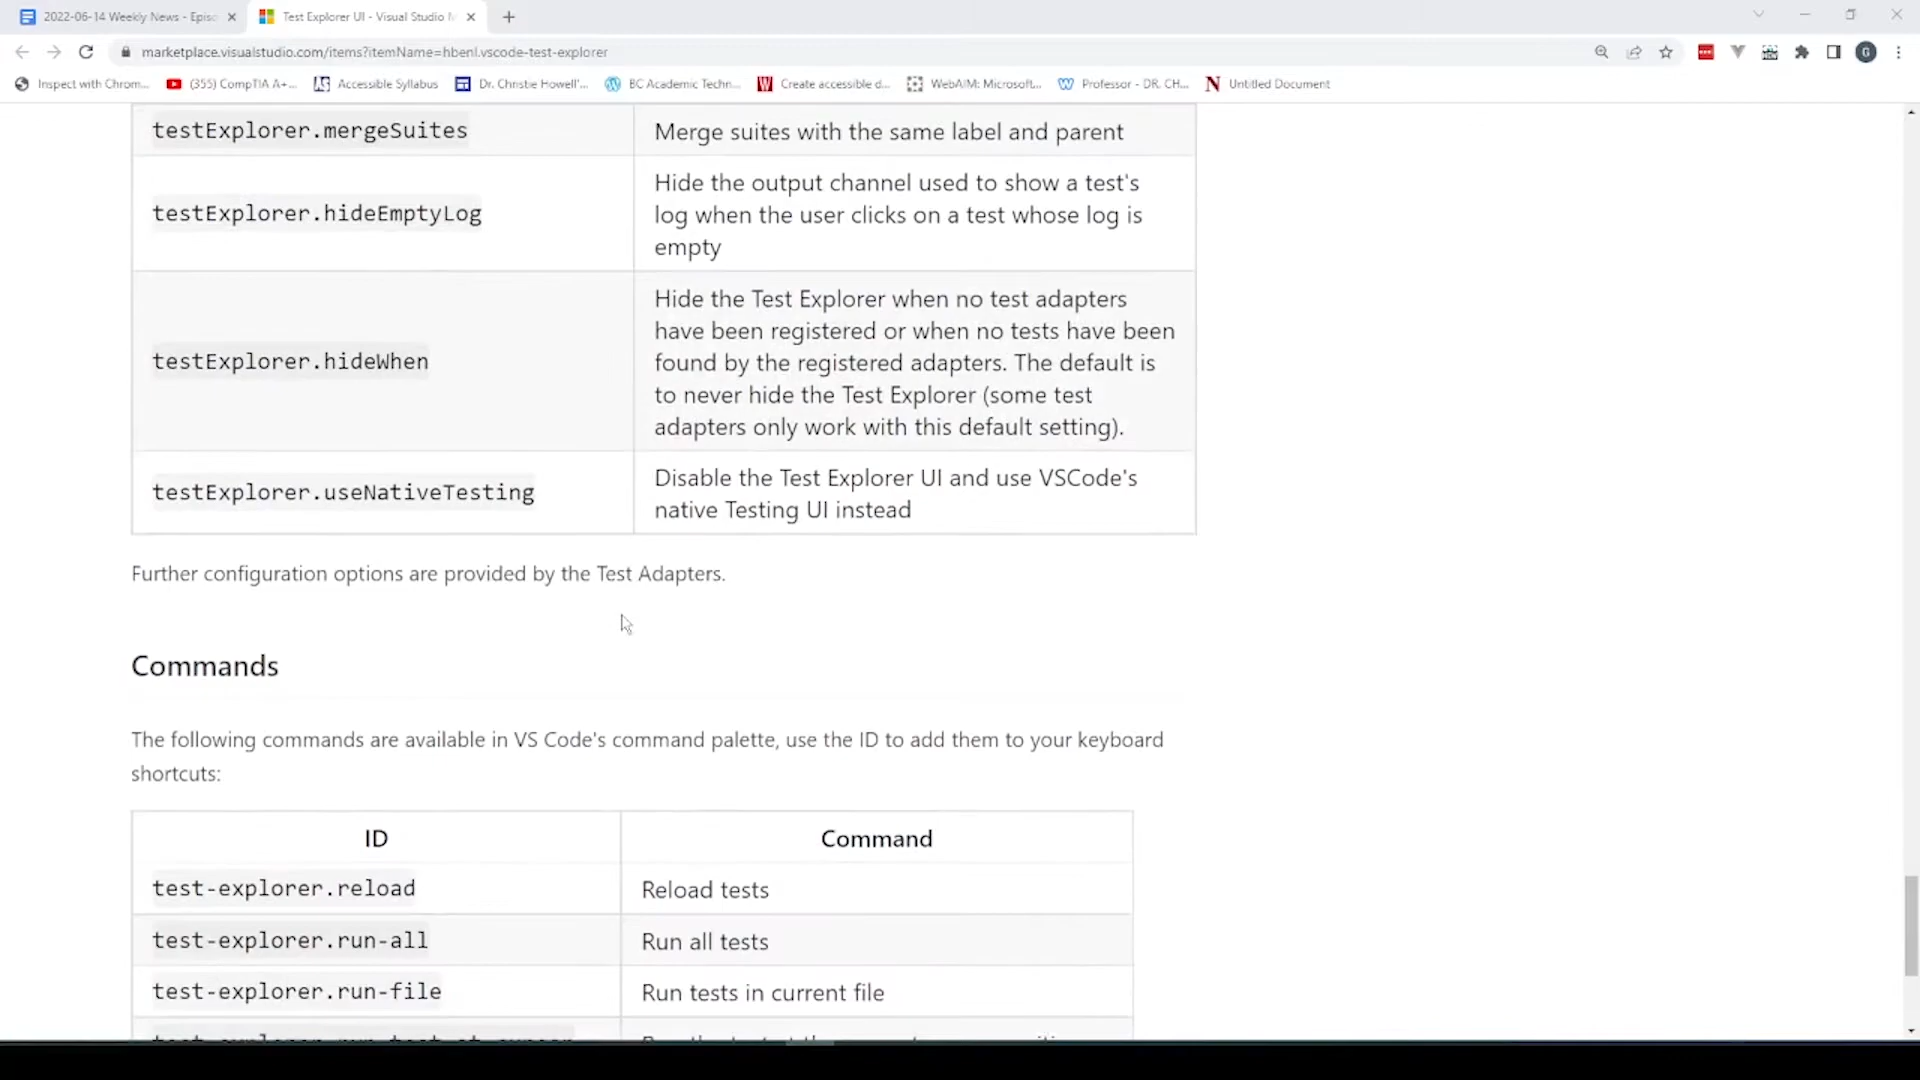 2022-06-14 Weekly News - Episo
Test Explorer UI - Visual Studio M
marketplace.visualstudio.com/items?itemName=hbenl.vscode-test-explorer
G
Inspect with Chrom...
(355) CompTIA A+...
Accessible Syllabus
Dr. Christie Howell'...
BC Academic Techn...
Create accessible d...
WebAIM: Microsoft...
Professor - DR. CH...
Untitled Document
testExplorer.mergeSuites
Merge suites with the same label and parent
testExplorer.hideEmptyLog
Hide the output channel used to show a test's
log when the user clicks on a test whose log is
empty
testExplorer.hideWhen
Hide the Test Explorer when no test adapters
have been registered or when no tests have been
found by the registered adapters. The default is
to never hide the Test Explorer (some test
adapters only work with this default setting).
testExplorer.useNativeTesting
Disable the Test Explorer UI and use VSCode's
native Testing UI instead
Further configuration options are provided by the Test Adapters.
Commands
The following commands are available in VS Code's command palette, use the ID to add them to your keyboard
shortcuts:
ID
Command
test-explorer.reload
Reload tests
test-explorer.run-all
Run all tests
test-explorer.run-file
Run tests in current file